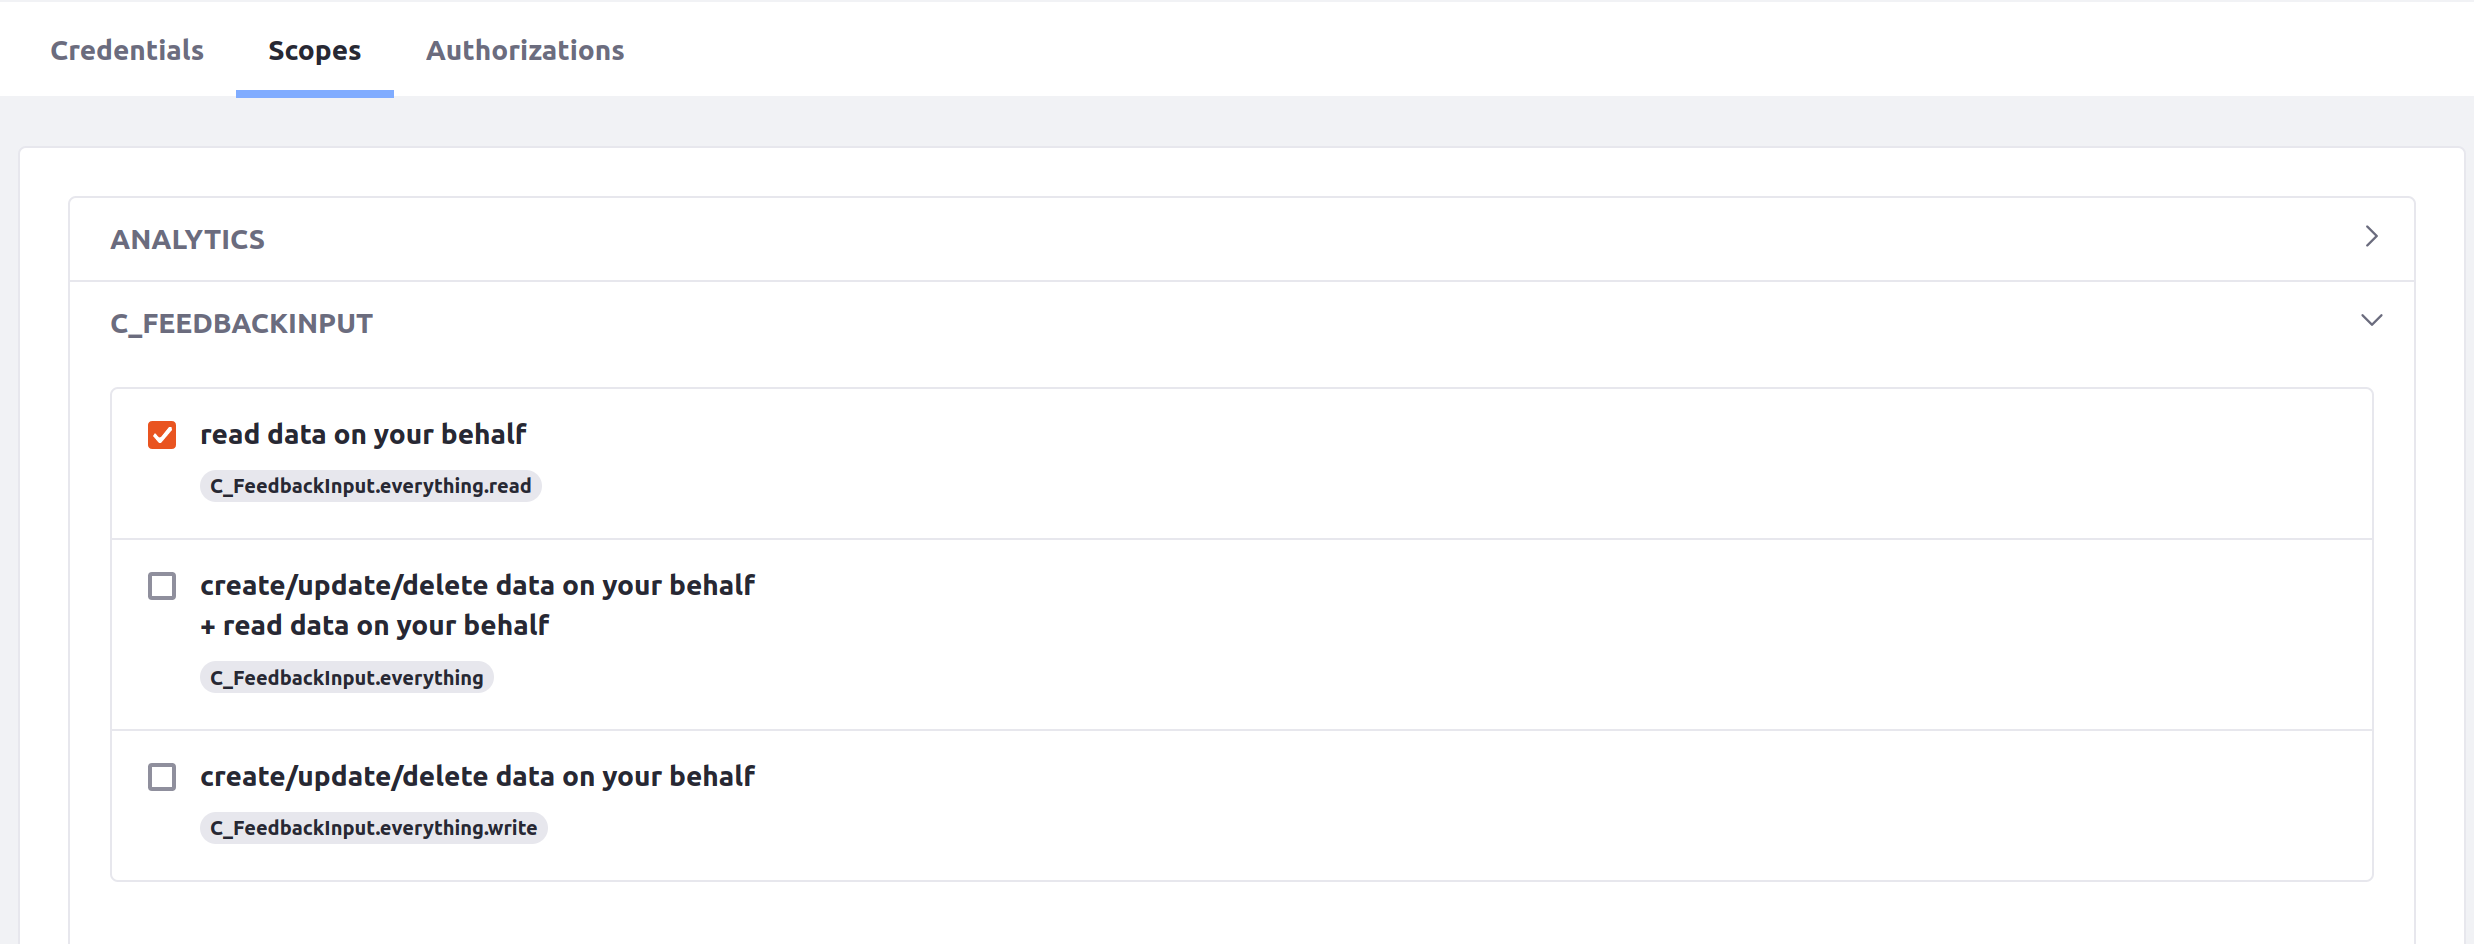 Credentials Scopes Authorizations
ANALYTICS
C_FEEDBACKINPUT
read data on your behalf
C_FeedbackInput.everything.read
create/update/delete data on your behalf
+ read data on your behalf
C_FeedbackInput.everything
create/update/delete data on your behalf
C_FeedbackInput.everything.write